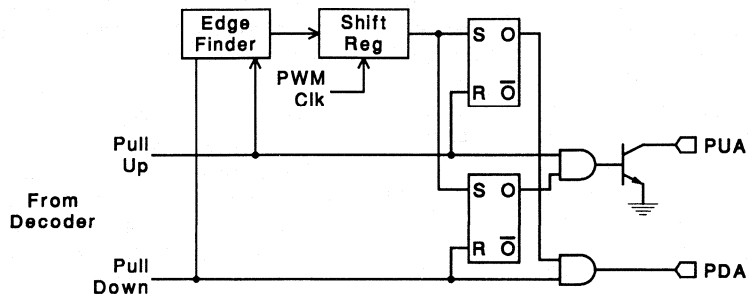 Edge
Finder
Shift
Reg
S O
R O̅
PWM
Clk
Pull
Up
PUA
From
Decoder
S O
R O̅
Pull
Down
PDA